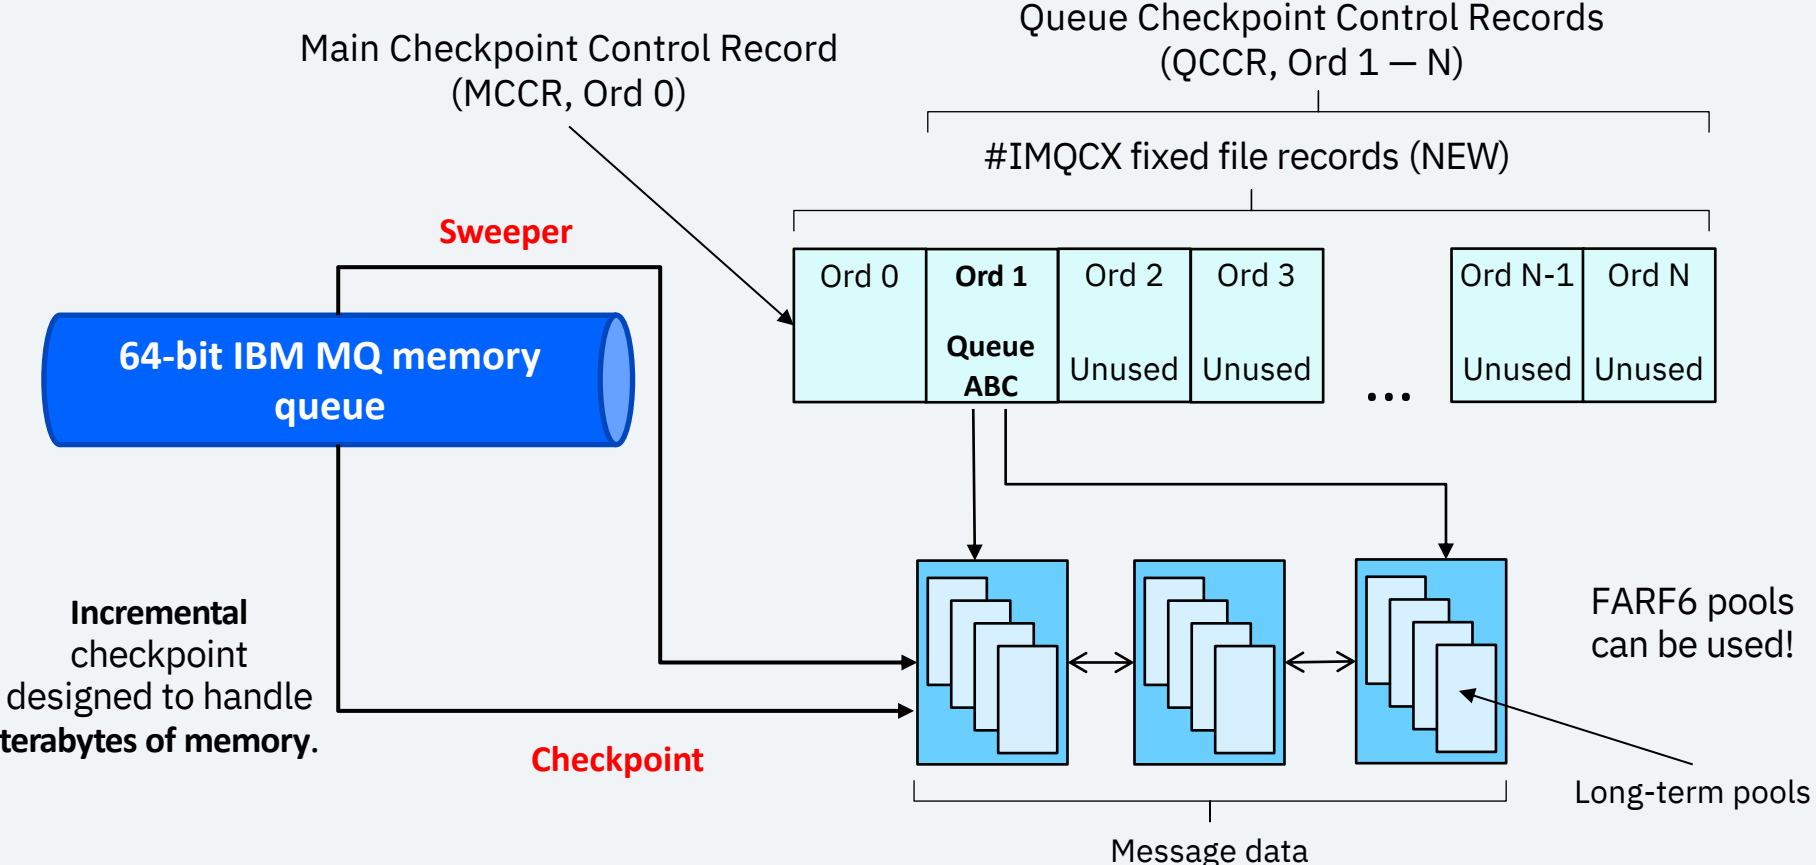 Queue Checkpoint Control Records
(QCCR, Ord 1 — N)
Main Checkpoint Control Record
(MCCR, Ord 0)
#IMQCX fixed file records (NEW)
Sweeper
Ord 0
Ord 1
Queue
ABC
Ord 2
Unused
Ord 3
Unused
...
Ord N-1
Unused
Ord N
Unused
64-bit IBM MQ memory
queue
Incremental
checkpoint
designed to handle
terabytes of memory.
Checkpoint
FARF6 pools
can be used!
Long-term pools
Message data